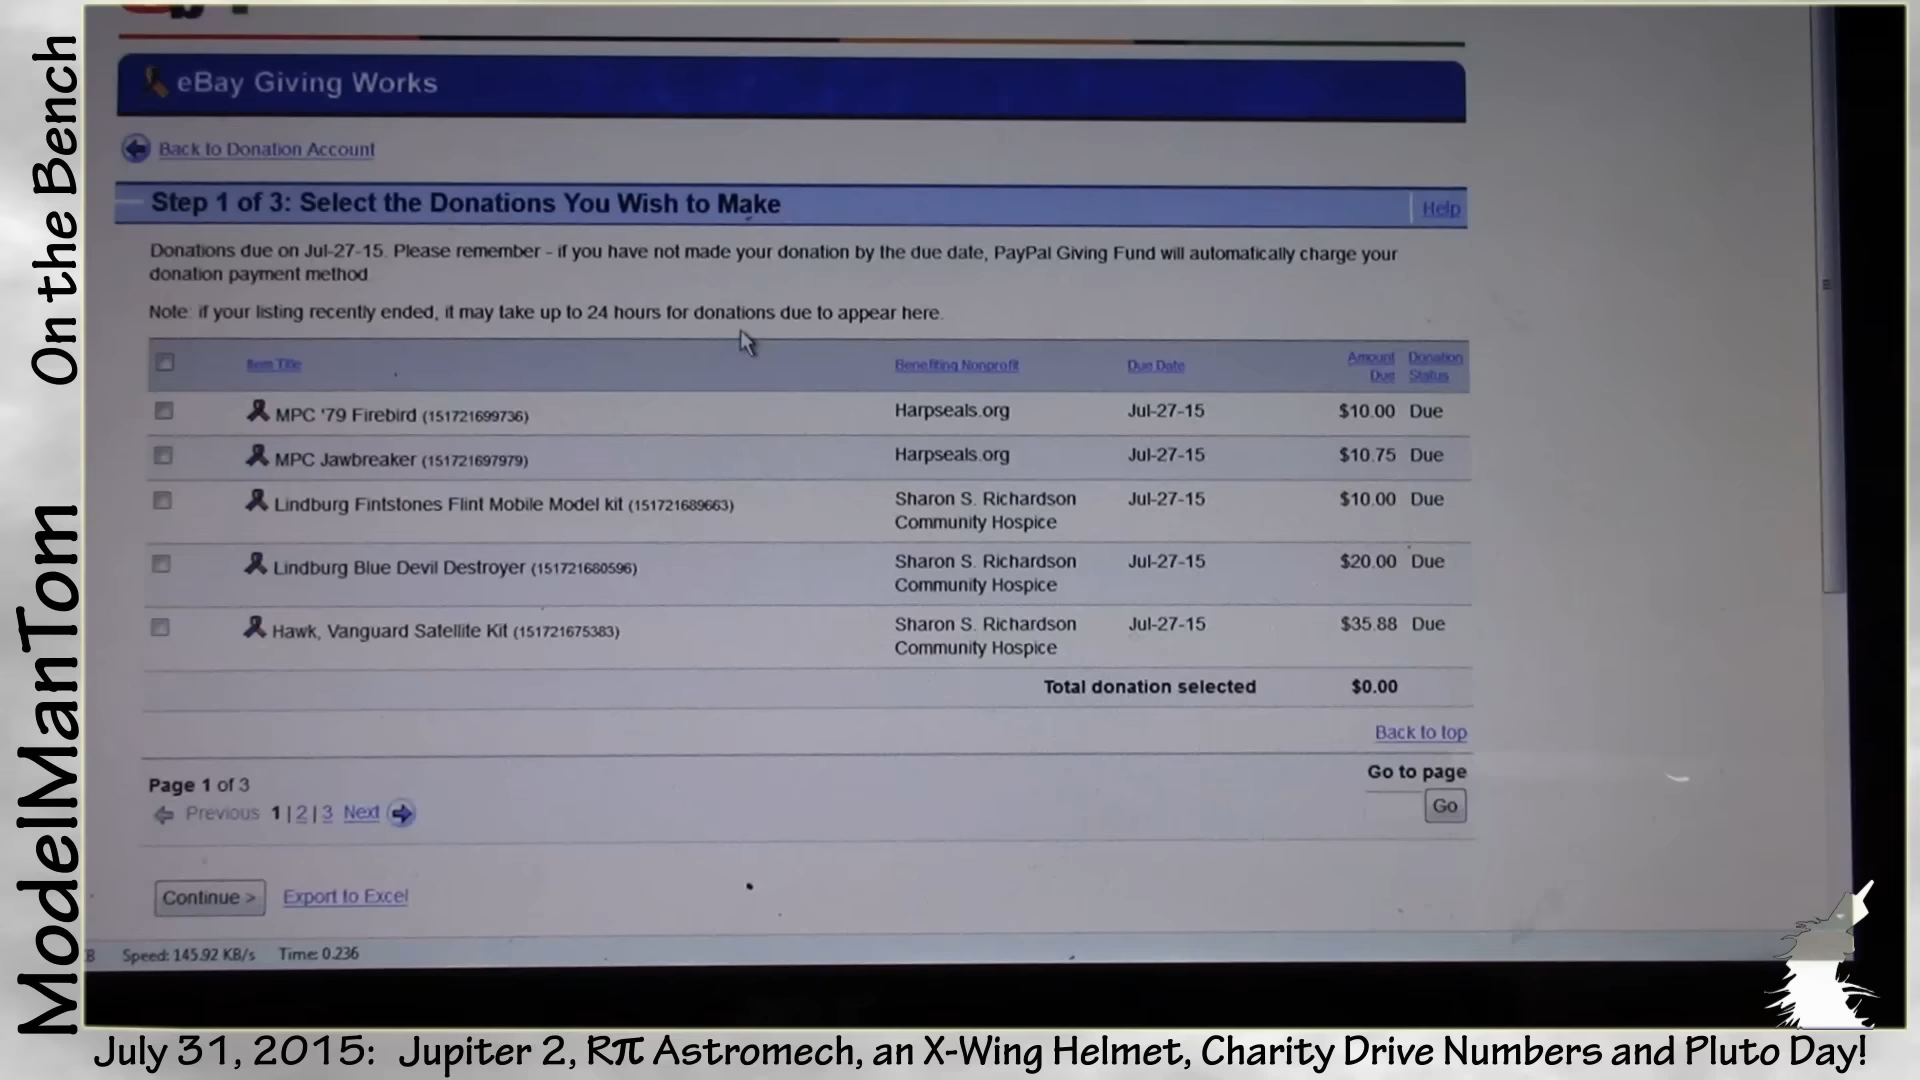 eBay Giving Works
Back to Donation Account
Step 1 of 3: Select the Donations You Wish to Make
Help
Donations due on Jul-27-15. Please remember - if you have not made your donation by the due date, PayPal Giving Fund will automatically charge your
donation payment method.
Note: if your listing recently ended, it may take up to 24 hours for donations due to appear here.
Item Title Benefiting Nonprofit Due Date Amount Due Donation Status
MPC '79 Firebird (151721699736) Harpseals.org Jul-27-15 $10.00 Due
MPC Jawbreaker (151721697979) Harpseals.org Jul-27-15 $10.75 Due
Lindburg Fintstones Flint Mobile Model kit (151721689663) Sharon S. Richardson Jul-27-15 $10.00 Due
Community Hospice
Lindburg Blue Devil Destroyer (151721680596) Sharon S. Richardson Jul-27-15 $20.00 Due
Community Hospice
Hawk, Vanguard Satellite Kit (151721675383) Sharon S. Richardson Jul-27-15 $35.88 Due
Community Hospice
Total donation selected $0.00
Back to top
Page 1 of 3
Go to page
Previous 1 | 2 | 3 Next
Go
Continue >
Export to Excel
B Speed: 145.92 KB/s Time: 0.236
ModelManTom On the Bench
July 31, 2015: Jupiter 2, Rπ Astromech, an X-Wing Helmet, Charity Drive Numbers and Pluto Day!